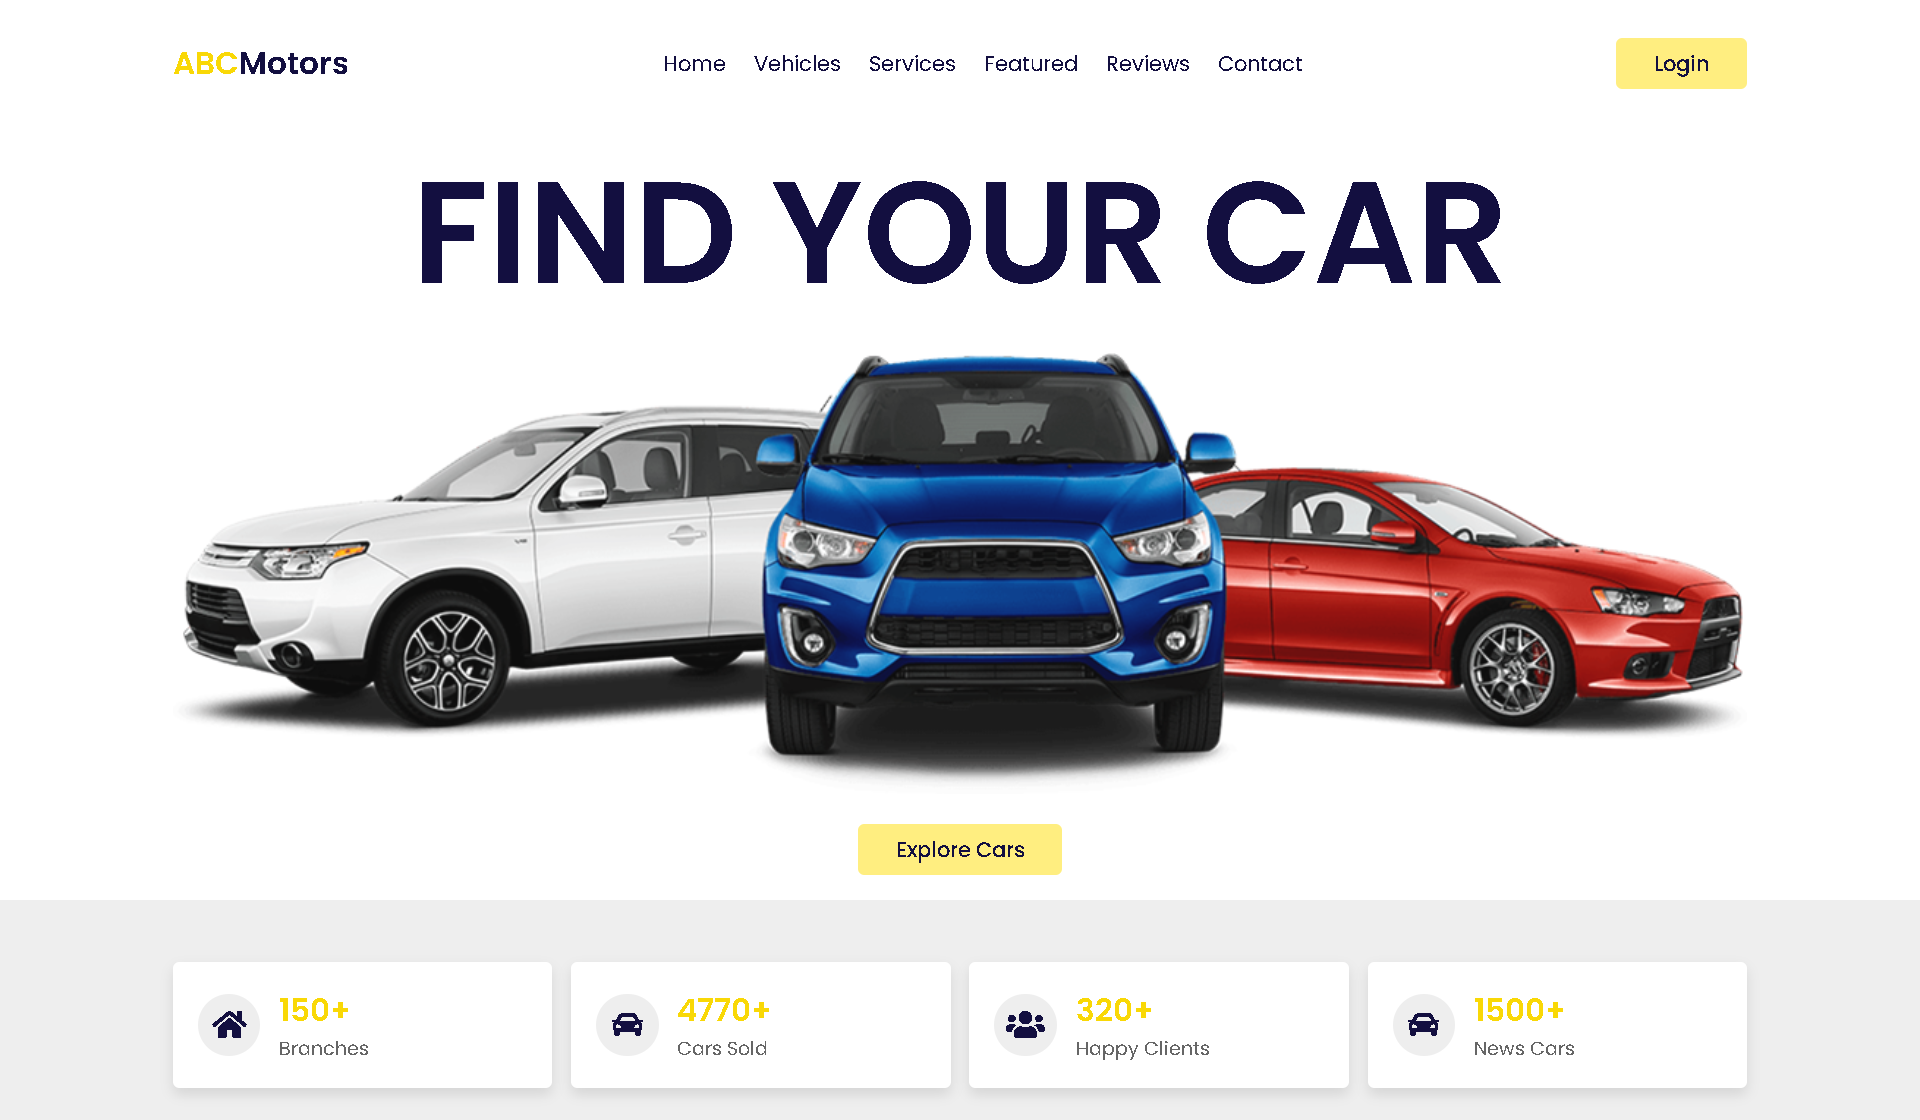 ABCMotors
Home Vehicles Services Featured Reviews Contact
Login
FIND YOUR CAR
Explore Cars
150+
Branches
4770+
Cars Sold
320+
Happy Clients
1500+
News Cars